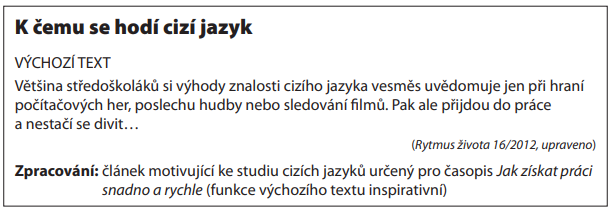 K čemu se hodí cizí jazyk
VÝCHOZÍ TEXT
Většina středoškoláků si výhody znalosti cizího jazyka vesměs uvědomuje jen při hraní
počítačových her, poslechu hudby nebo sledování filmů. Pak ale přijdou do práce
a nestačí se divit…
(Rytmus života 16/2012, upraveno)
Zpracování: článek motivující ke studiu cizích jazyků určený pro časopis Jak získat práci
snadno a rychle (funkce výchozího textu inspirativní)